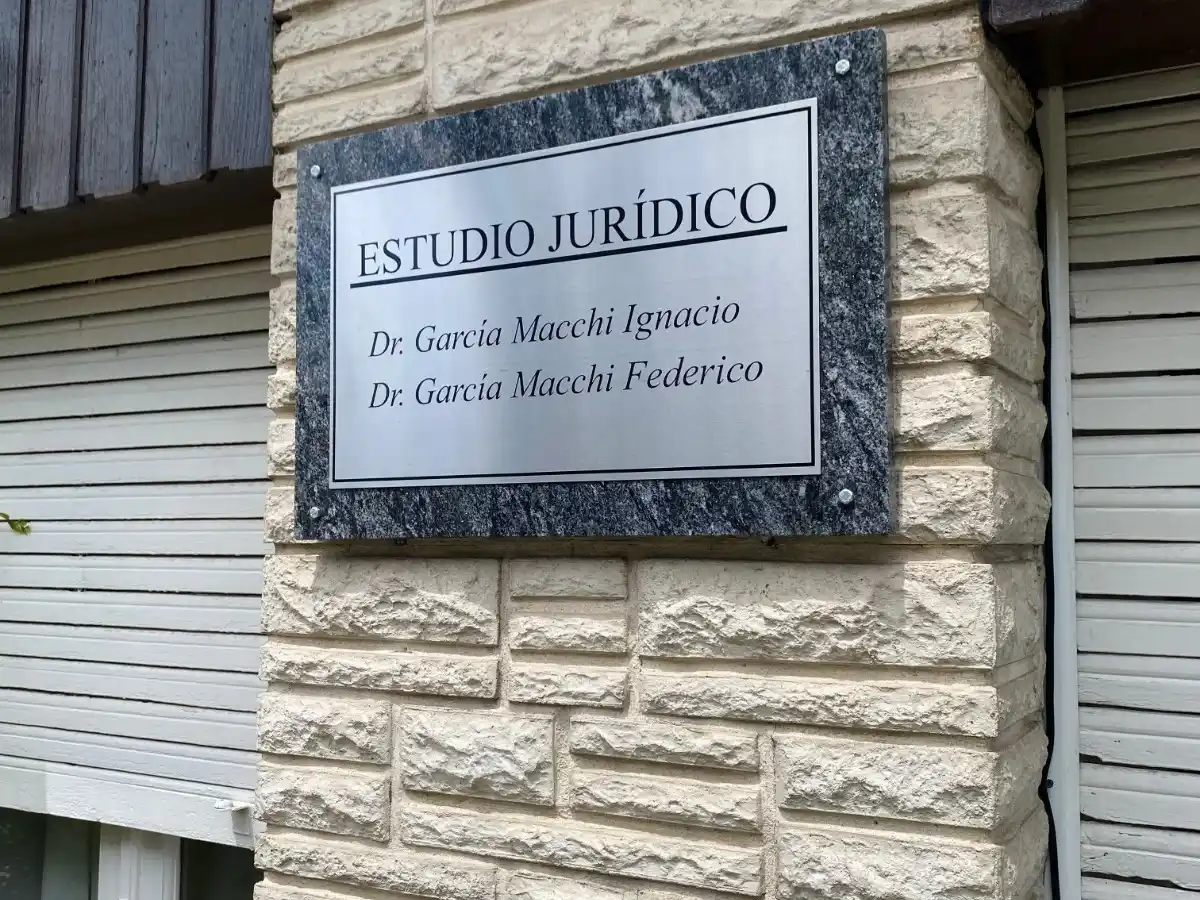 ESTUDIO JURÍDICO
Dr. García Macchi Ignacio
Dr. García Macchi Federico